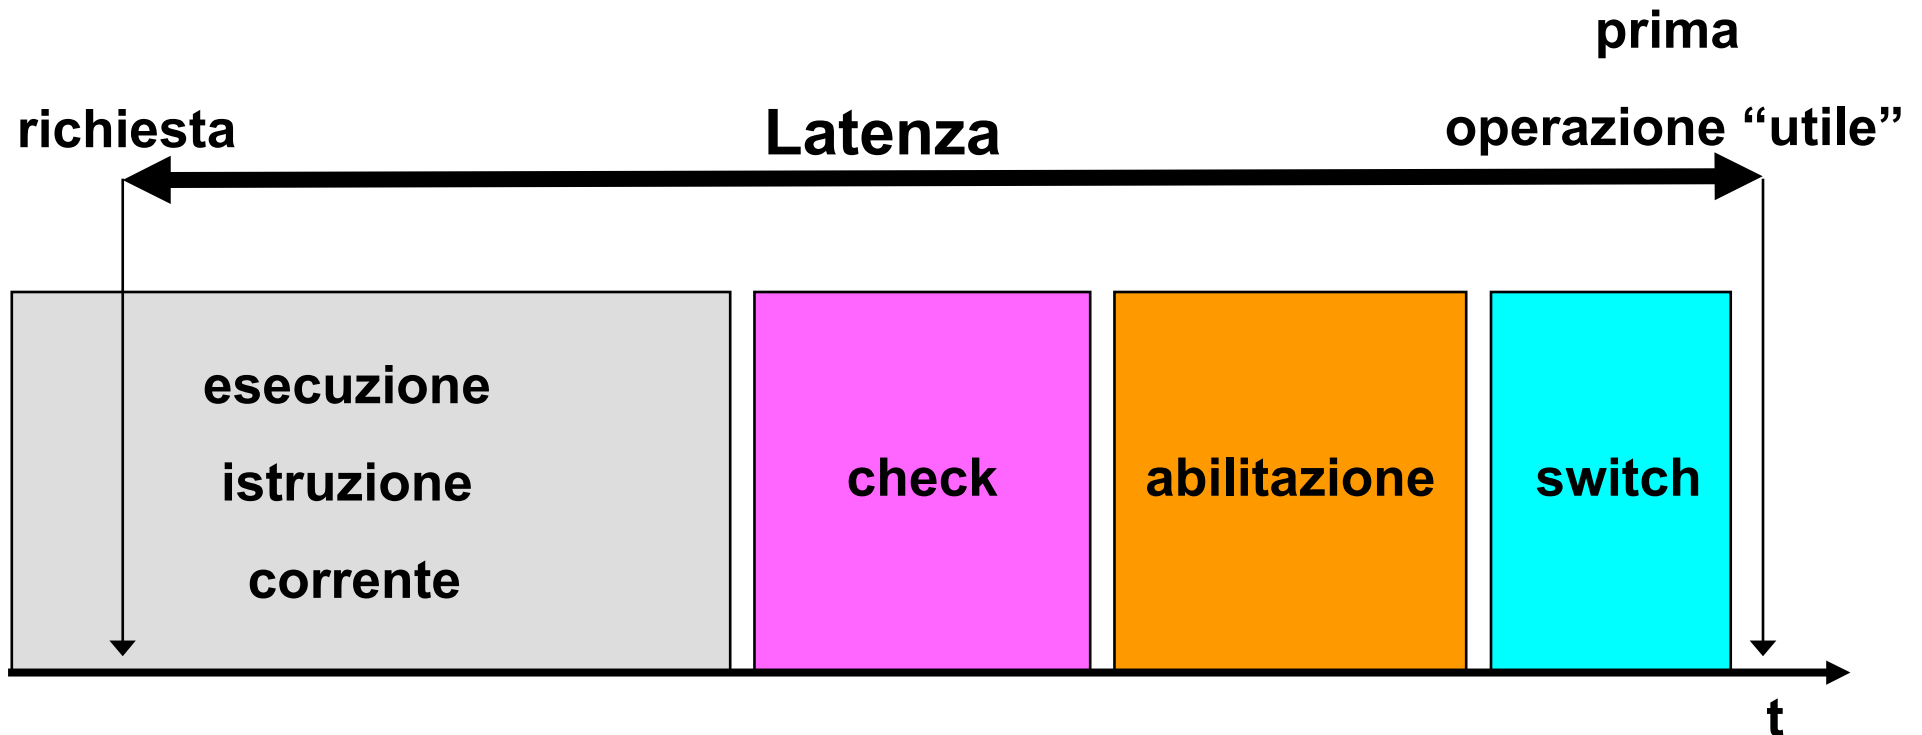 prima
operazione “utile”
richiesta
Latenza
esecuzione
istruzione
corrente
check
abilitazione
switch
t